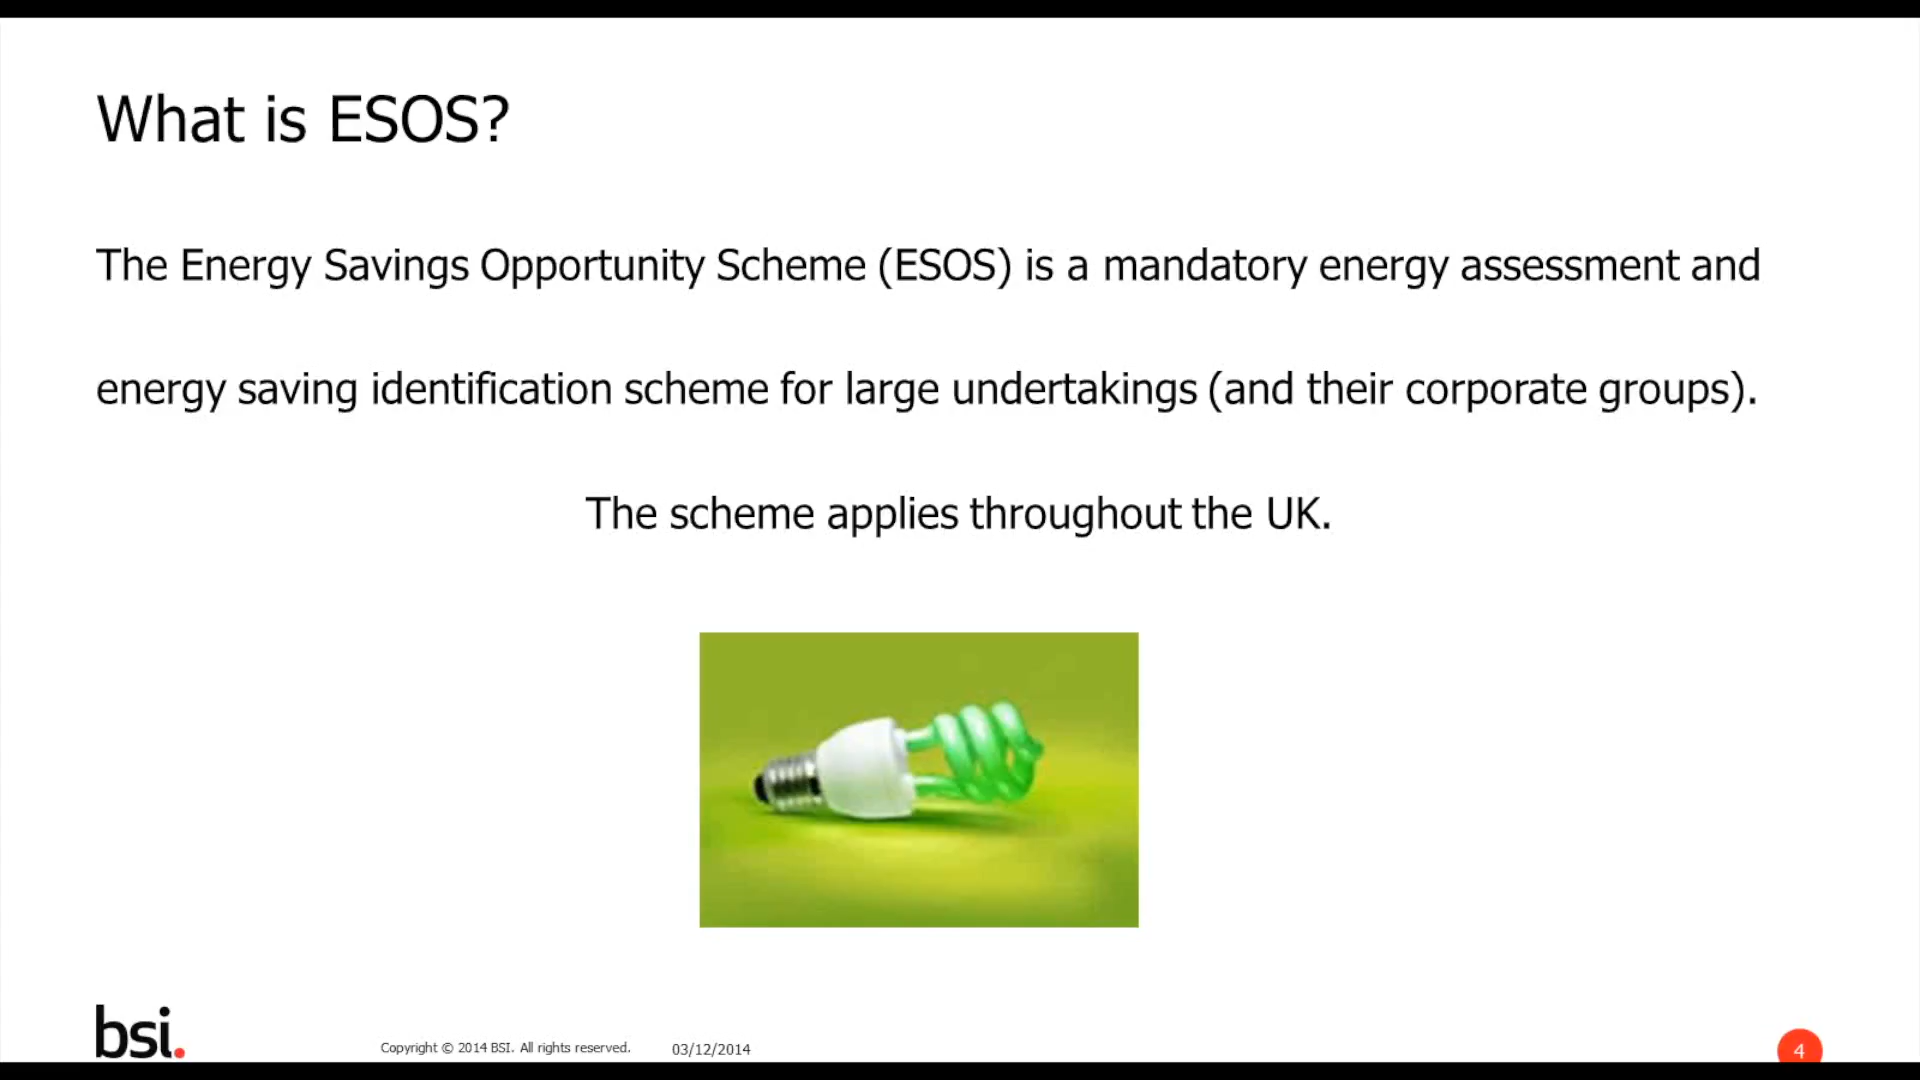 What is ESOS?
The Energy Savings Opportunity Scheme (ESOS) is a mandatory energy assessment and
energy saving identification scheme for large undertakings (and their corporate groups).
The scheme applies throughout the UK.
bsi.
Copyright © 2014 BSI. All rights reserved.
03/12/2014
4